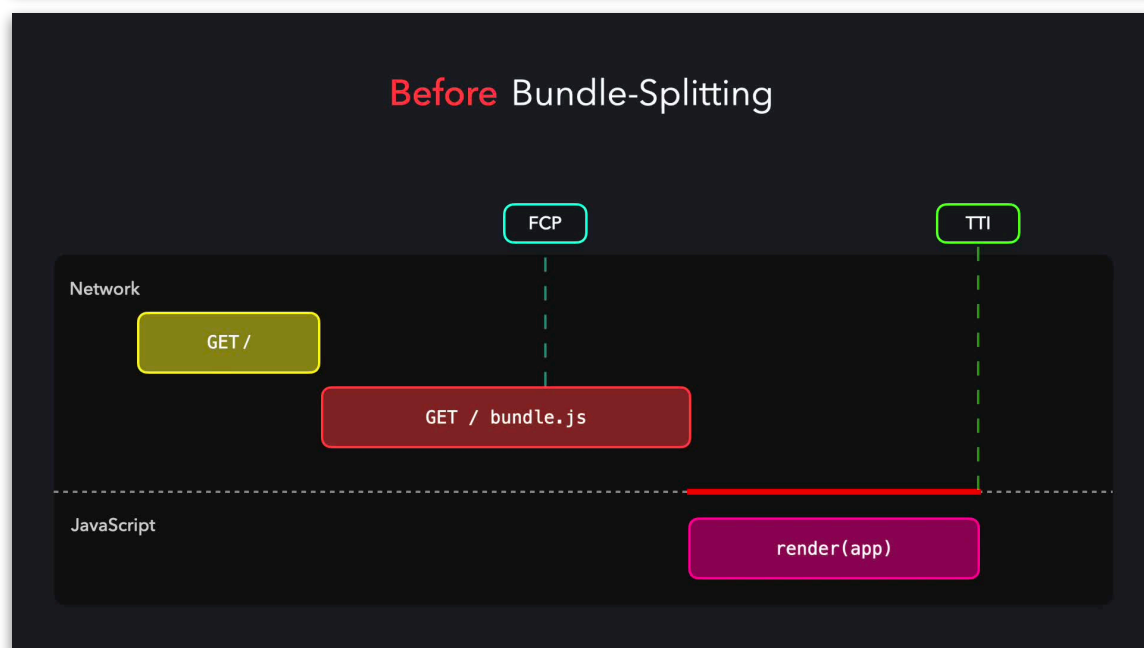 Before Bundle-Splitting
FCP
TTI
Network
GET /
GET / bundle.js
JavaScript
render(app)